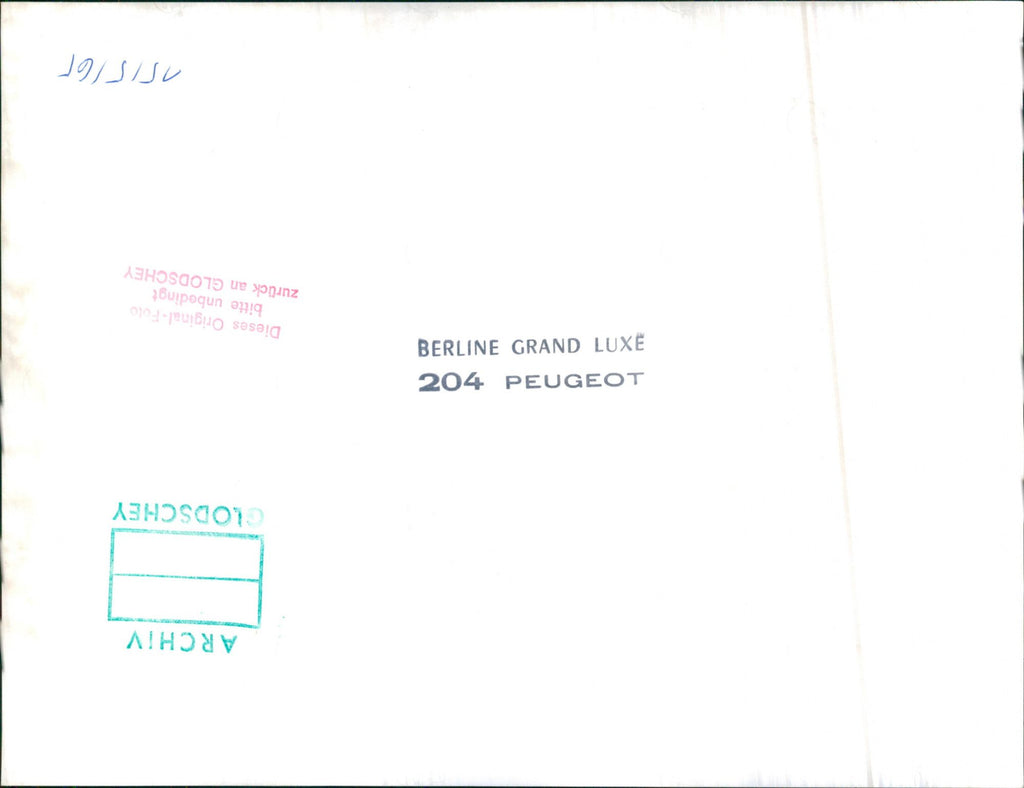 Dieses Original-Foto
bitte unbedingt
zurück an GLODSCHEY
BERLINE GRAND LUXE
204 PEUGEOT
ARCHIV
GLODSCHEY